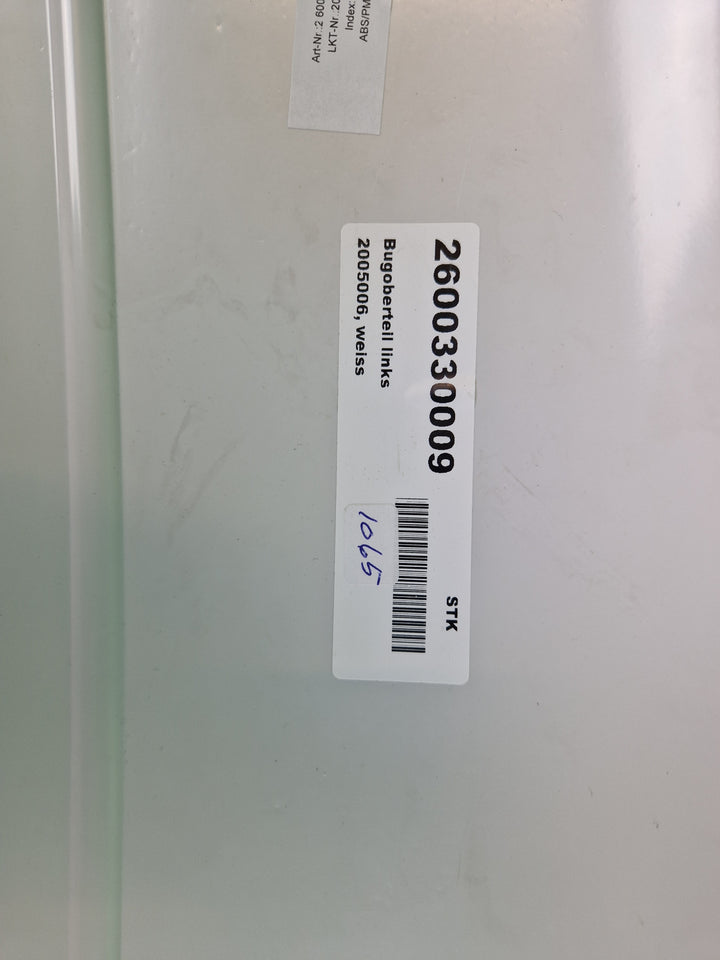 Art-Nr.:2 600
LKT-Nr.:20
Index:
ABS/PM
2600330009
STK
Bugoberteil links
2005006, weiss
1065